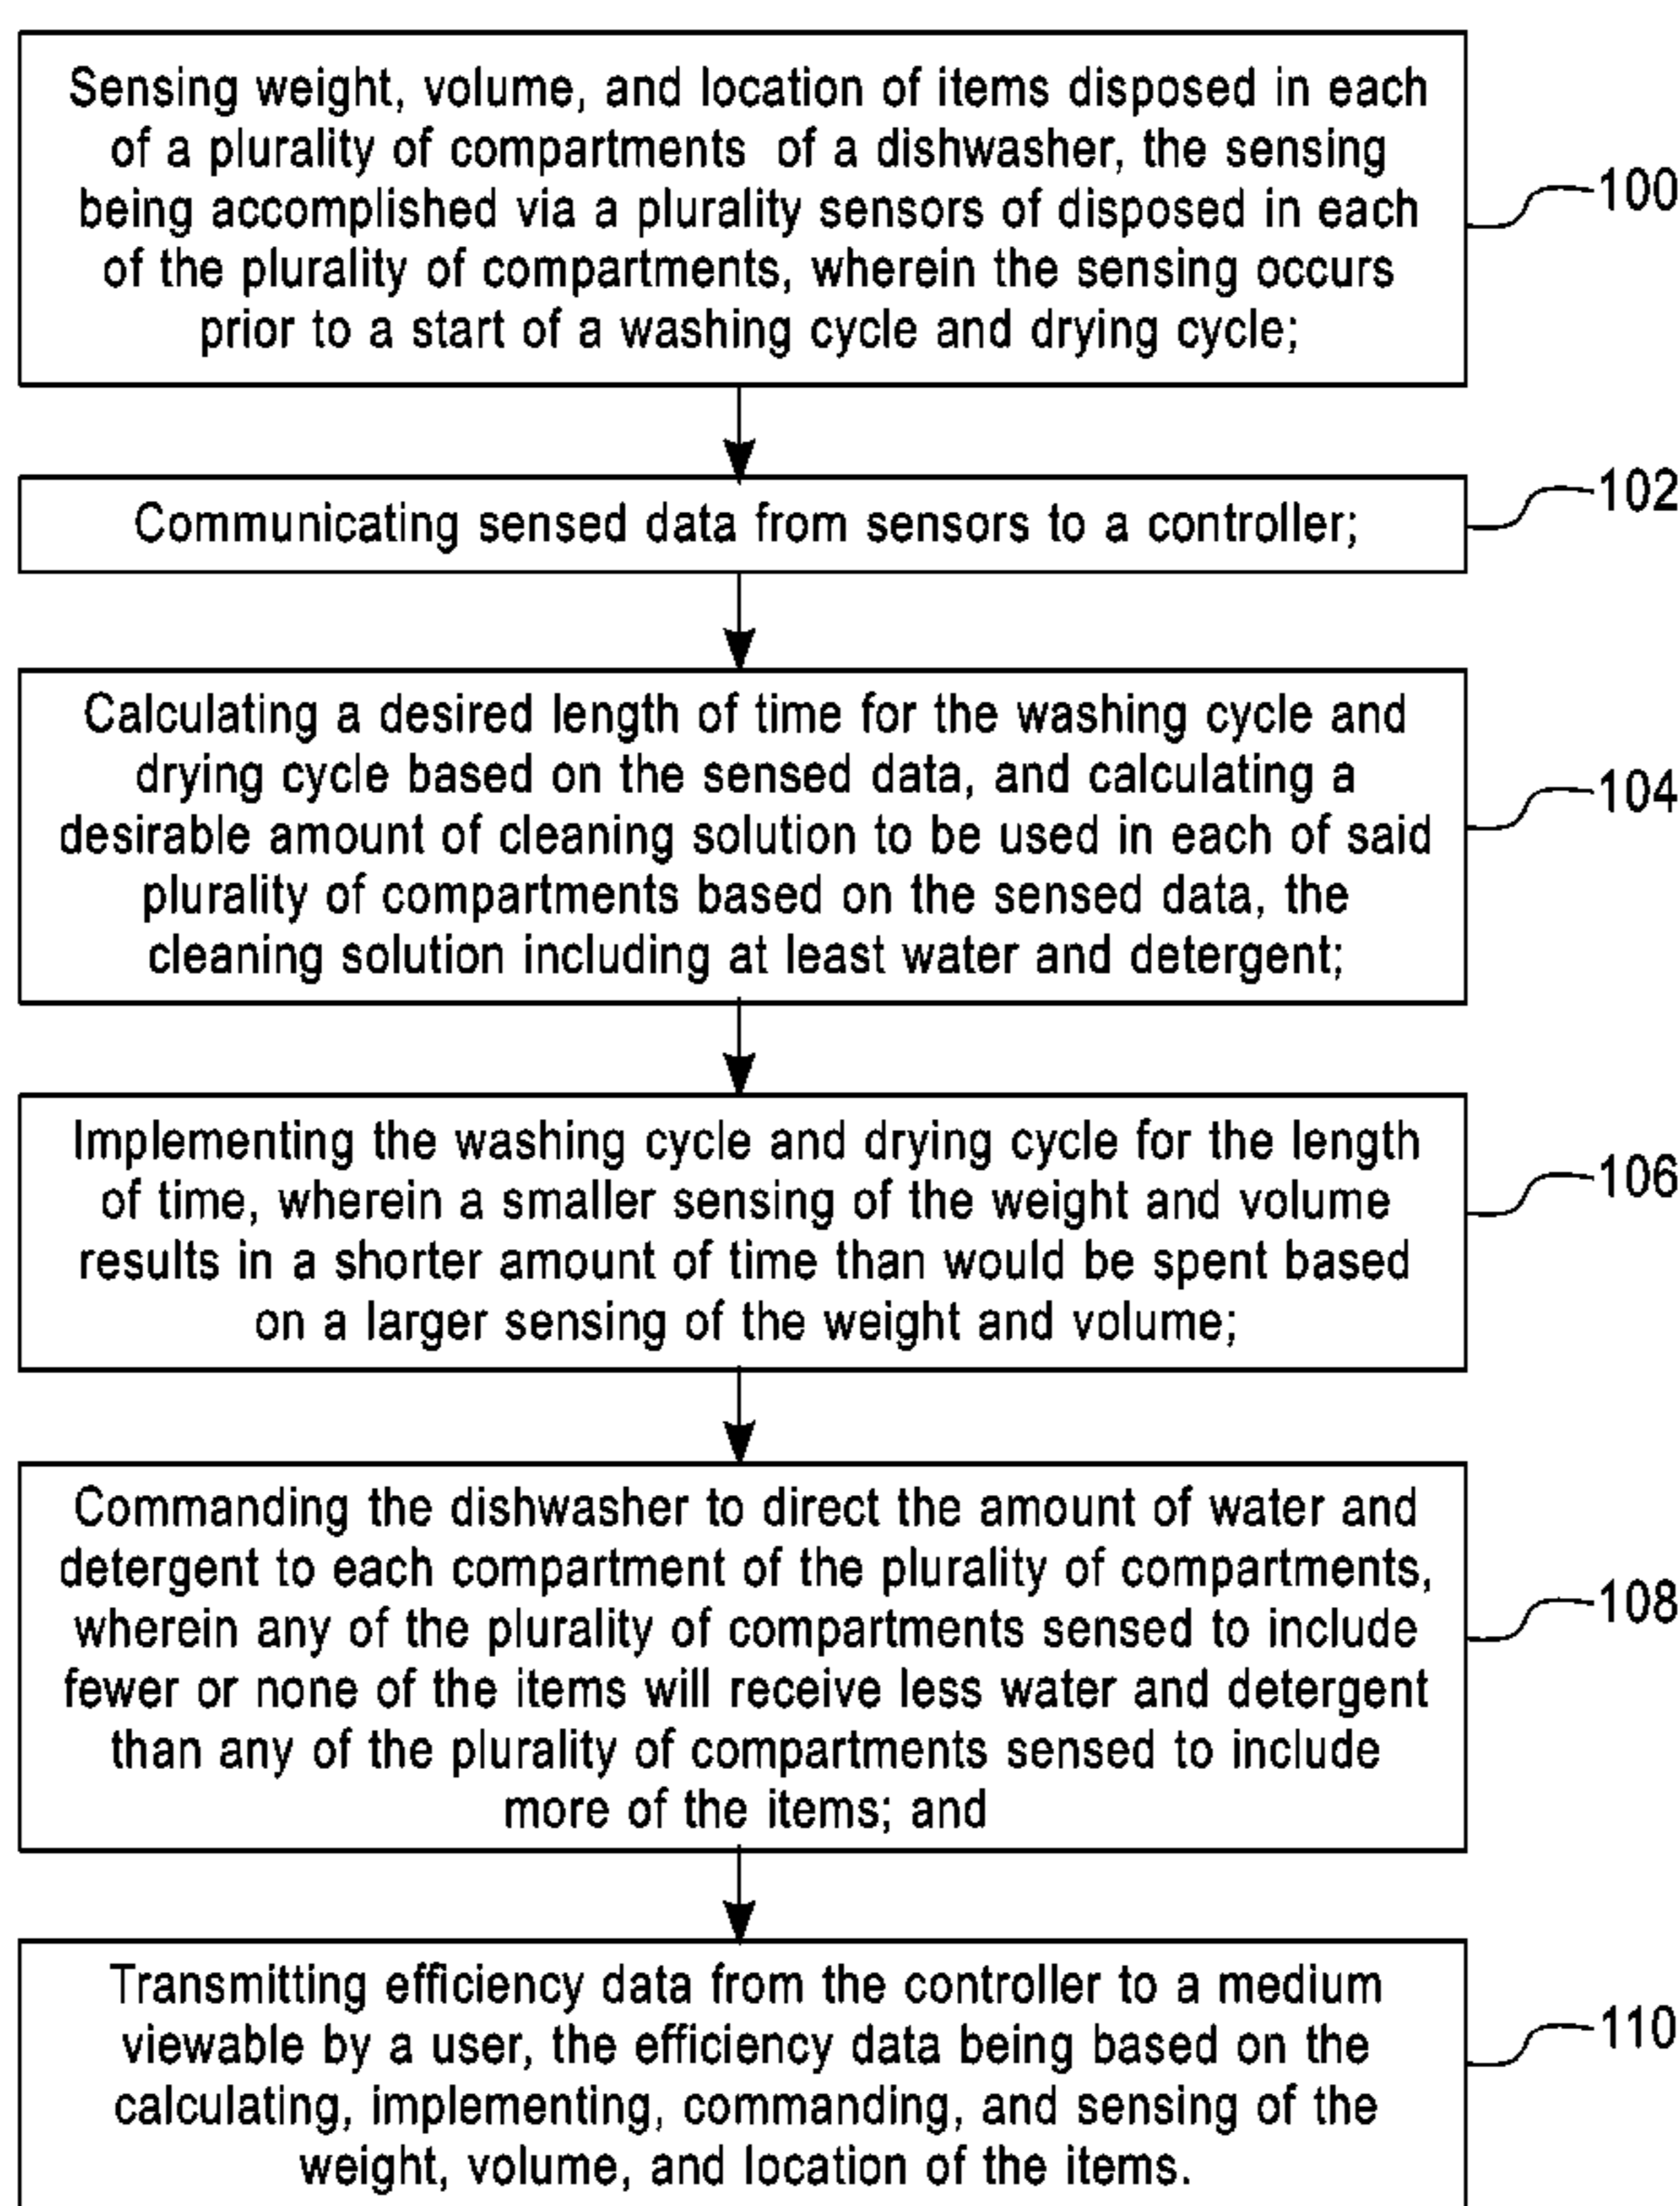 Sensing weight, volume, and location of items disposed in each
of a plurality of compartments of a dishwasher, the sensing
being accomplished via a plurality sensors of disposed in each
of the plurality of compartments, wherein the sensing occurs
prior to a start of a washing cycle and drying cycle;
100
Communicating sensed data from sensors to a controller;
102
Calculating a desired length of time for the washing cycle and
drying cycle based on the sensed data, and calculating a
desirable amount of cleaning solution to be used in each of said
plurality of compartments based on the sensed data, the
cleaning solution including at least water and detergent;
104
Implementing the washing cycle and drying cycle for the length
of time, wherein a smaller sensing of the weight and volume
results in a shorter amount of time than would be spent based
on a larger sensing of the weight and volume;
106
Commanding the dishwasher to direct the amount of water and
detergent to each compartment of the plurality of compartments,
wherein any of the plurality of compartments sensed to include
fewer or none of the items will receive less water and detergent
than any of the plurality of compartments sensed to include
more of the items; and
108
Transmitting efficiency data from the controller to a medium
viewable by a user, the efficiency data being based on the
calculating, implementing, commanding, and sensing of the
weight, volume, and location of the items.
110